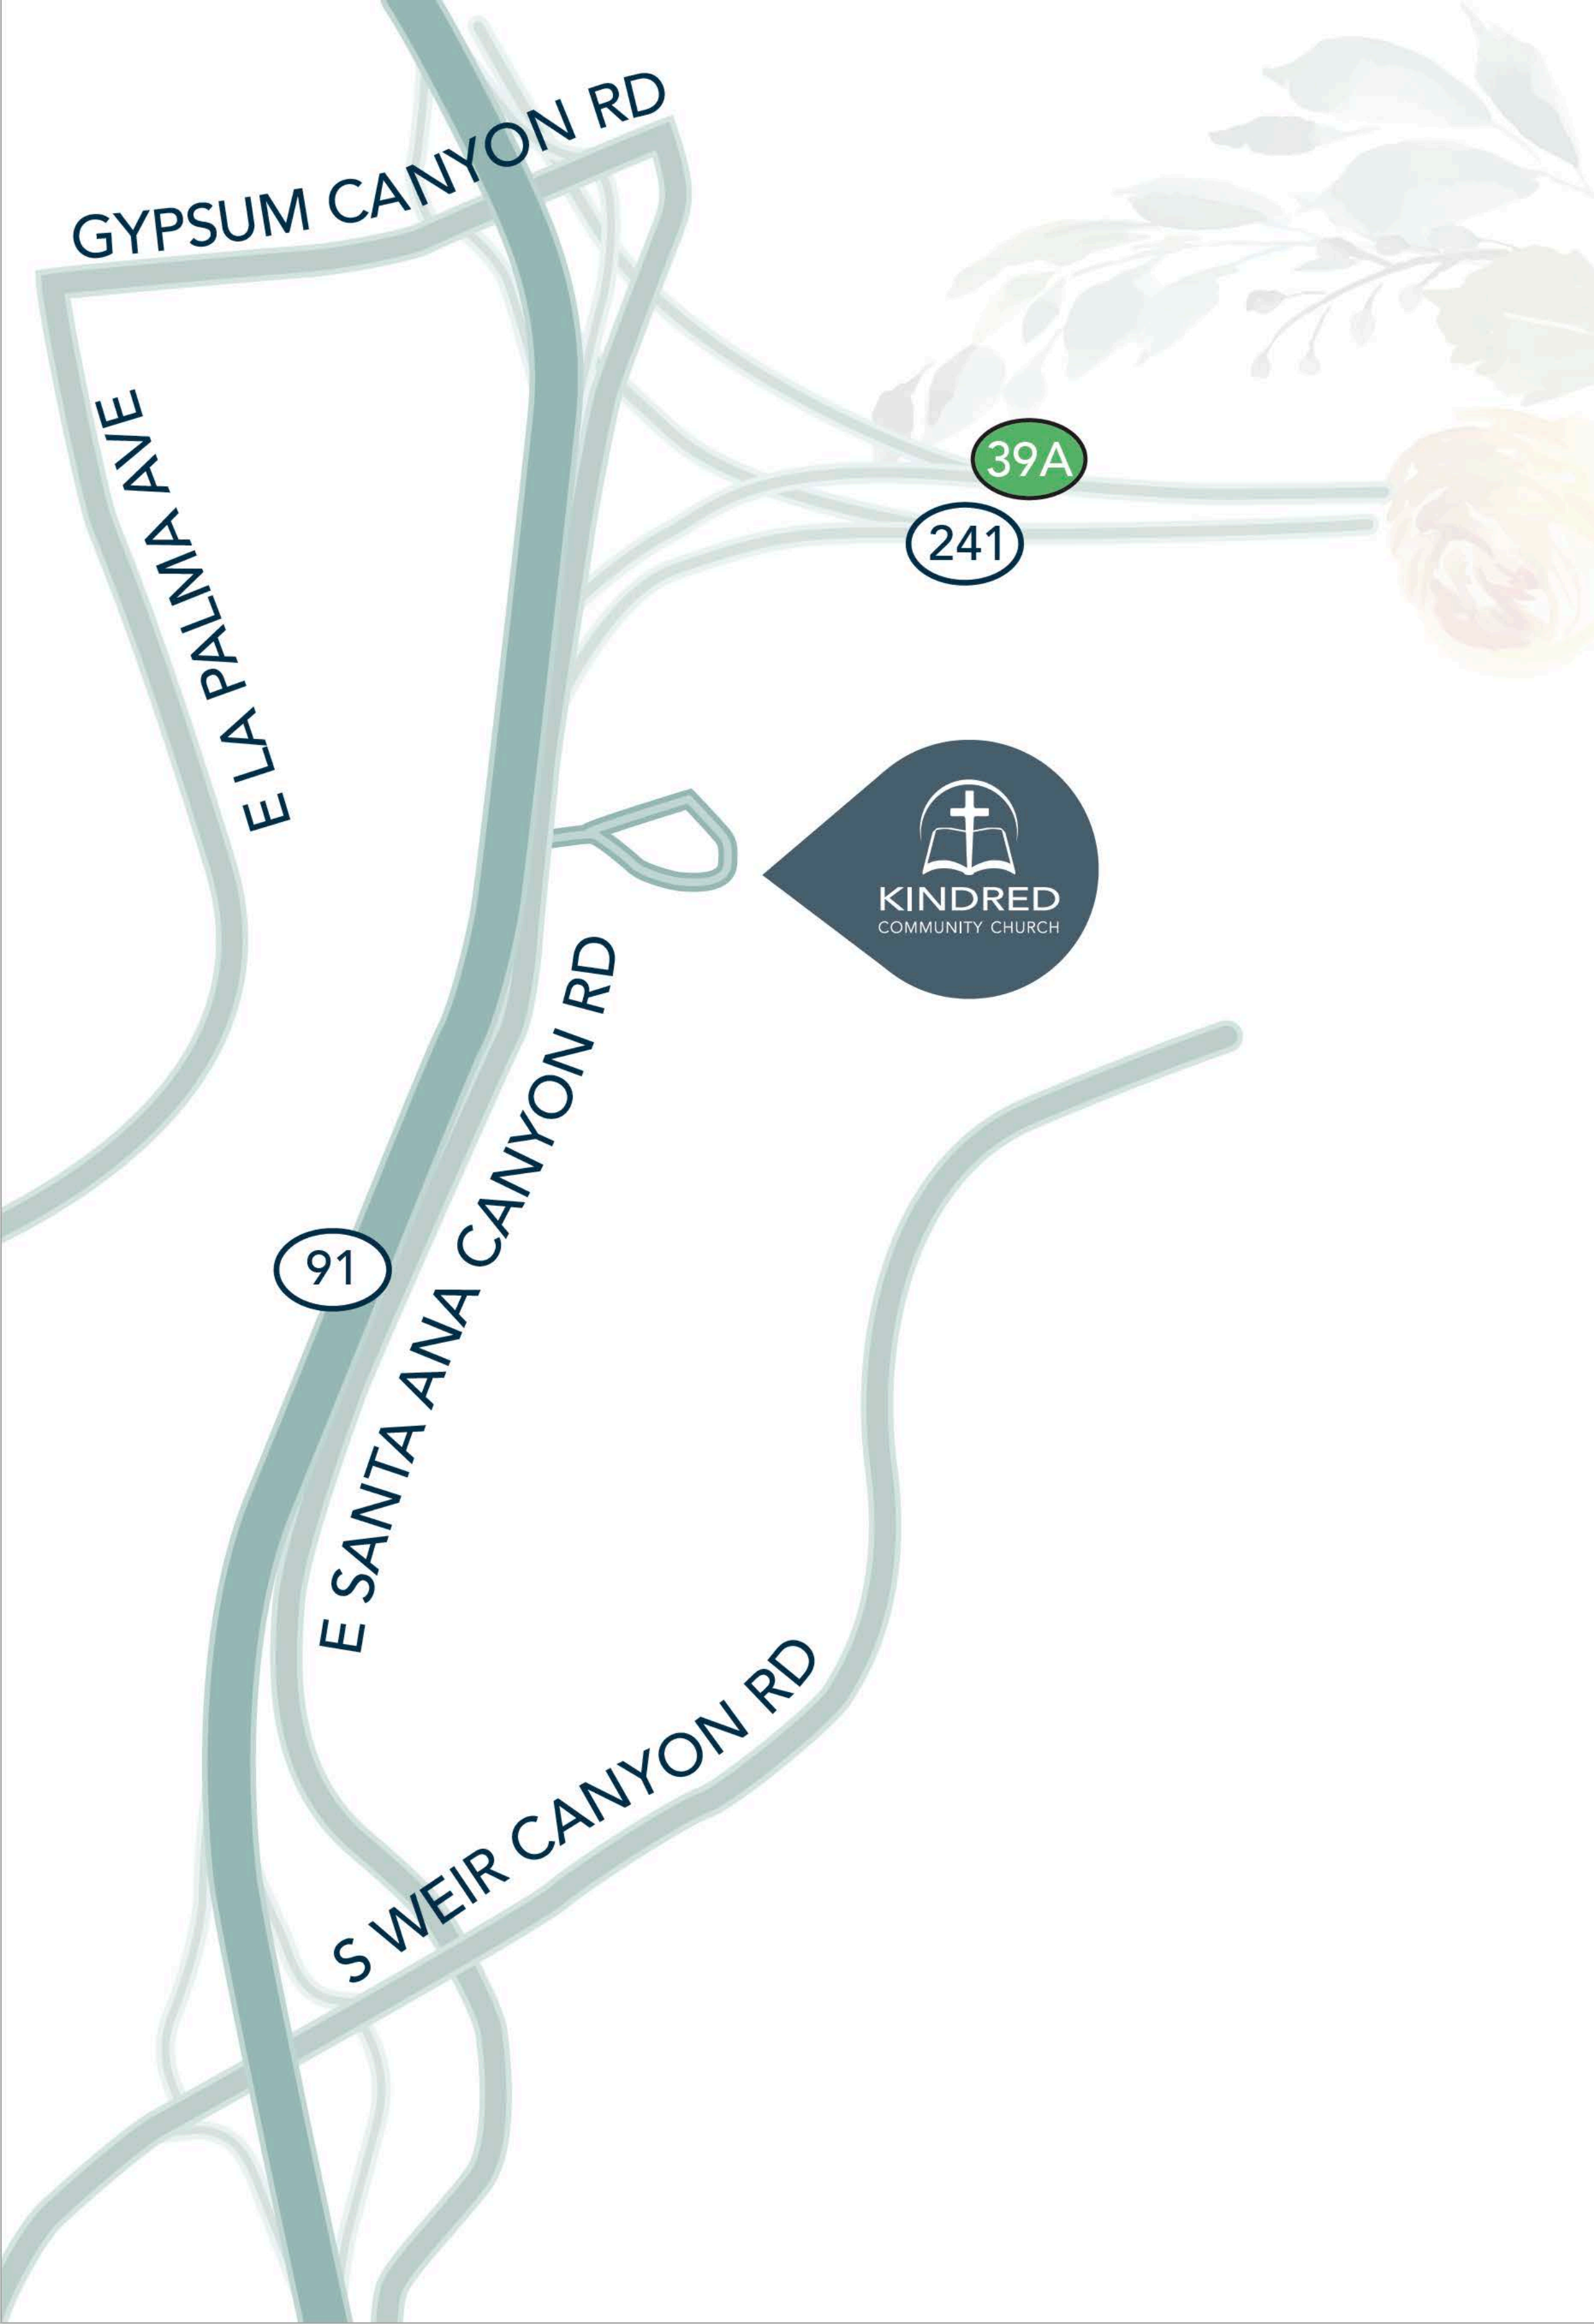 GYPSUM CANYON RD
E LA PALMA AVE
39A
241
KINDRED
COMMUNITY CHURCH
E SANTA ANA CANYON RD
91
S WEIR CANYON RD